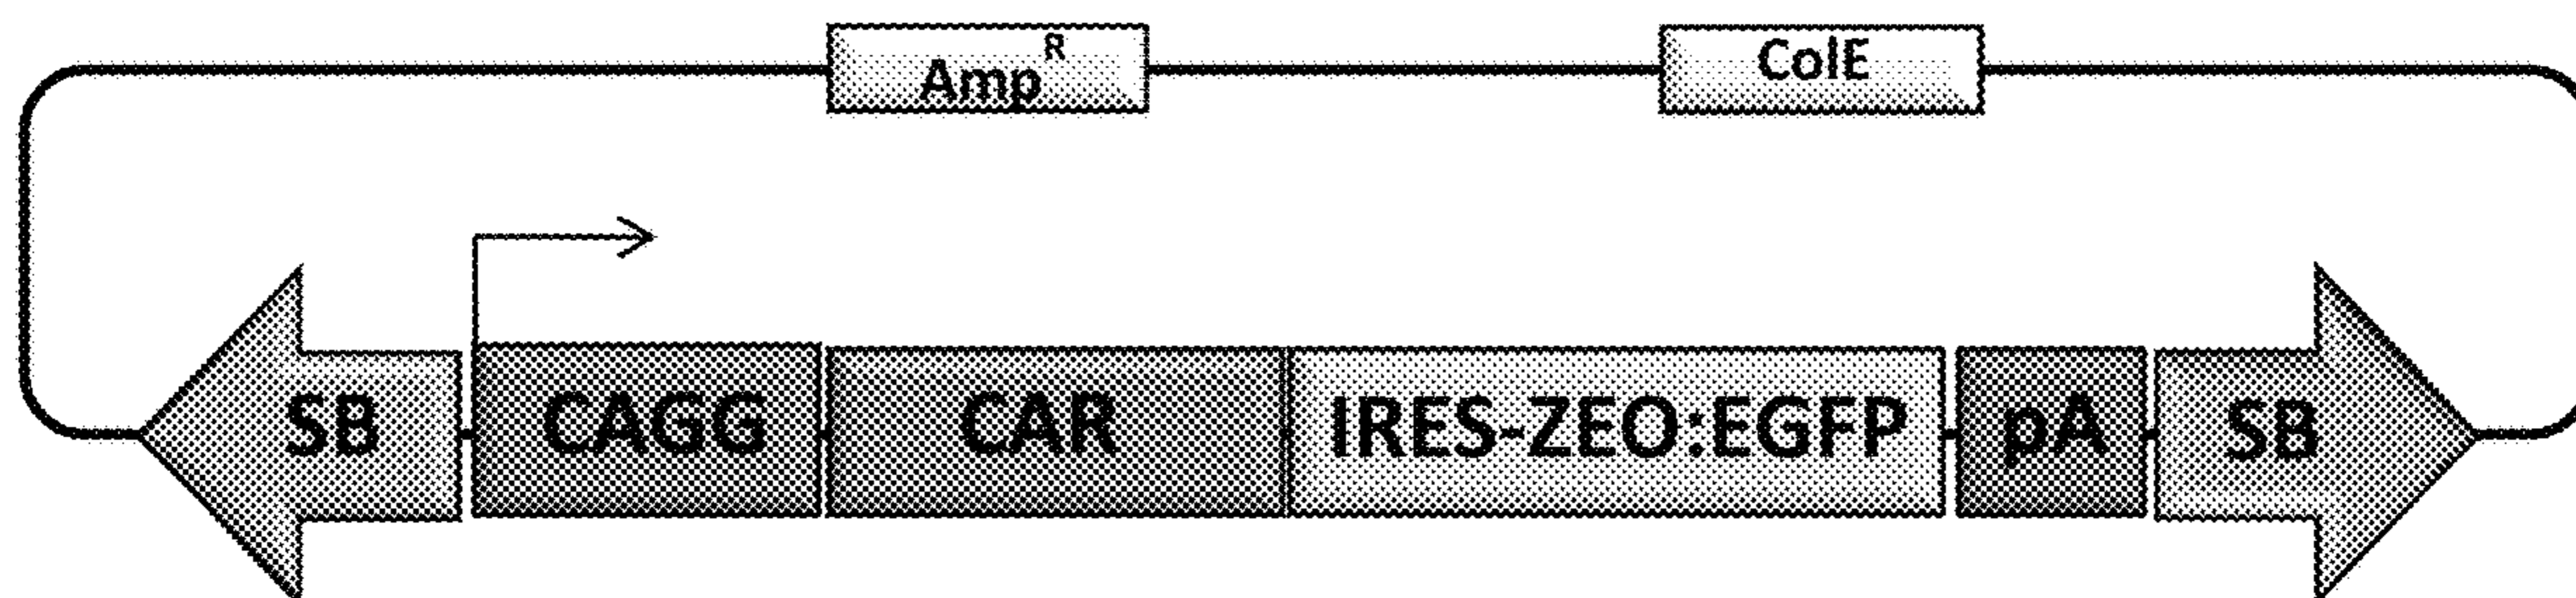 Amp^R
ColE
SB
CAGG
CAR
IRES-ZEO:EGFP
pA
SB